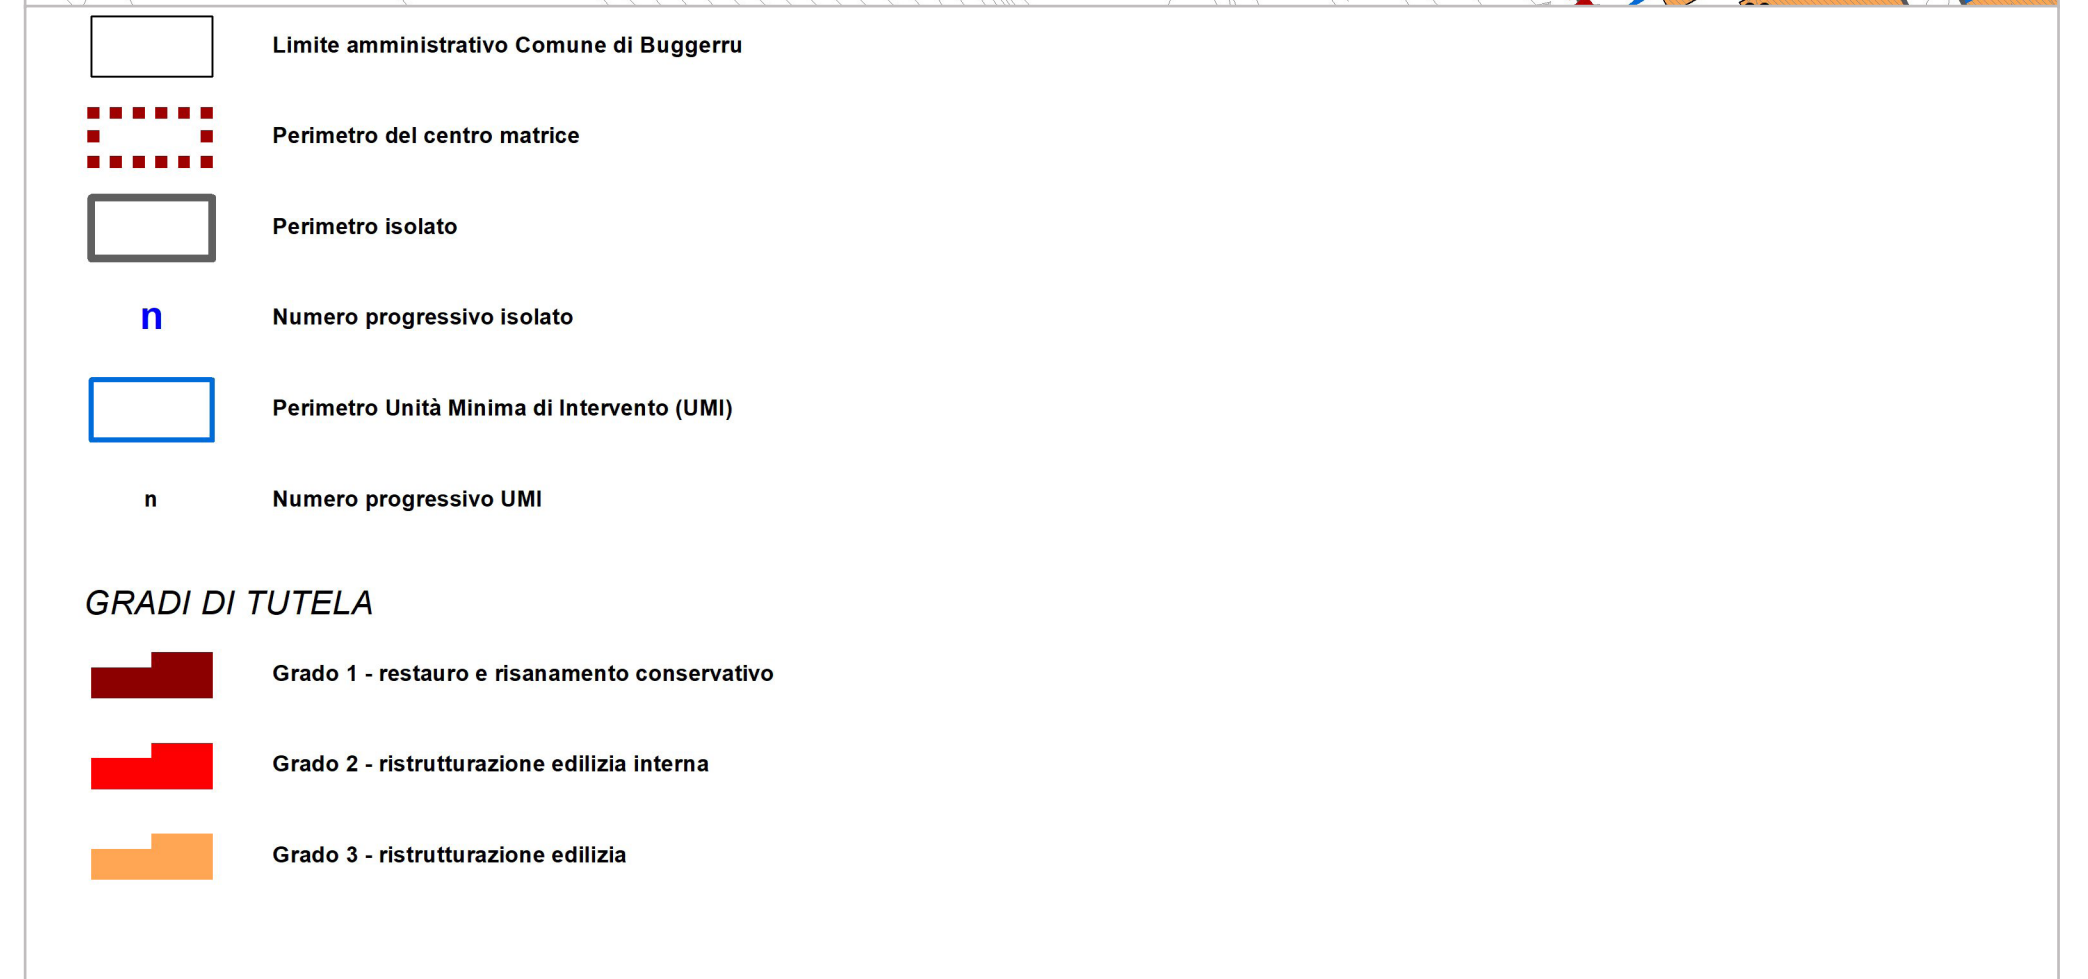 Limite amministrativo Comune di Buggerru
Perimetro del centro matrice
Perimetro isolato
n
Numero progressivo isolato
Perimetro Unità Minima di Intervento (UMI)
n
Numero progressivo UMI
GRADI DI TUTELA
Grado 1 - restauro e risanamento conservativo
Grado 2 - ristrutturazione edilizia interna
Grado 3 - ristrutturazione edilizia